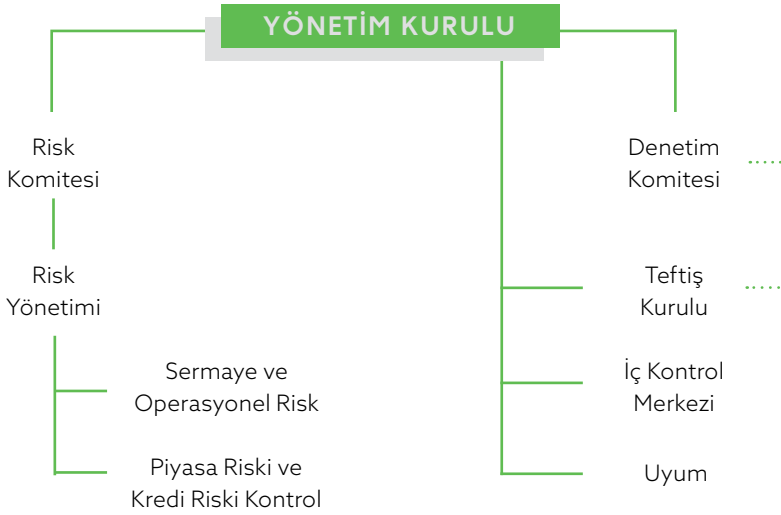 YÖNETİM KURULU
Risk
Komitesi
Denetim
Komitesi
Risk
Yönetimi
Teftiş
Kurulu
Sermaye ve
Operasyonel Risk
İç Kontrol
Merkezi
Piyasa Riski ve
Kredi Riski Kontrol
Uyum